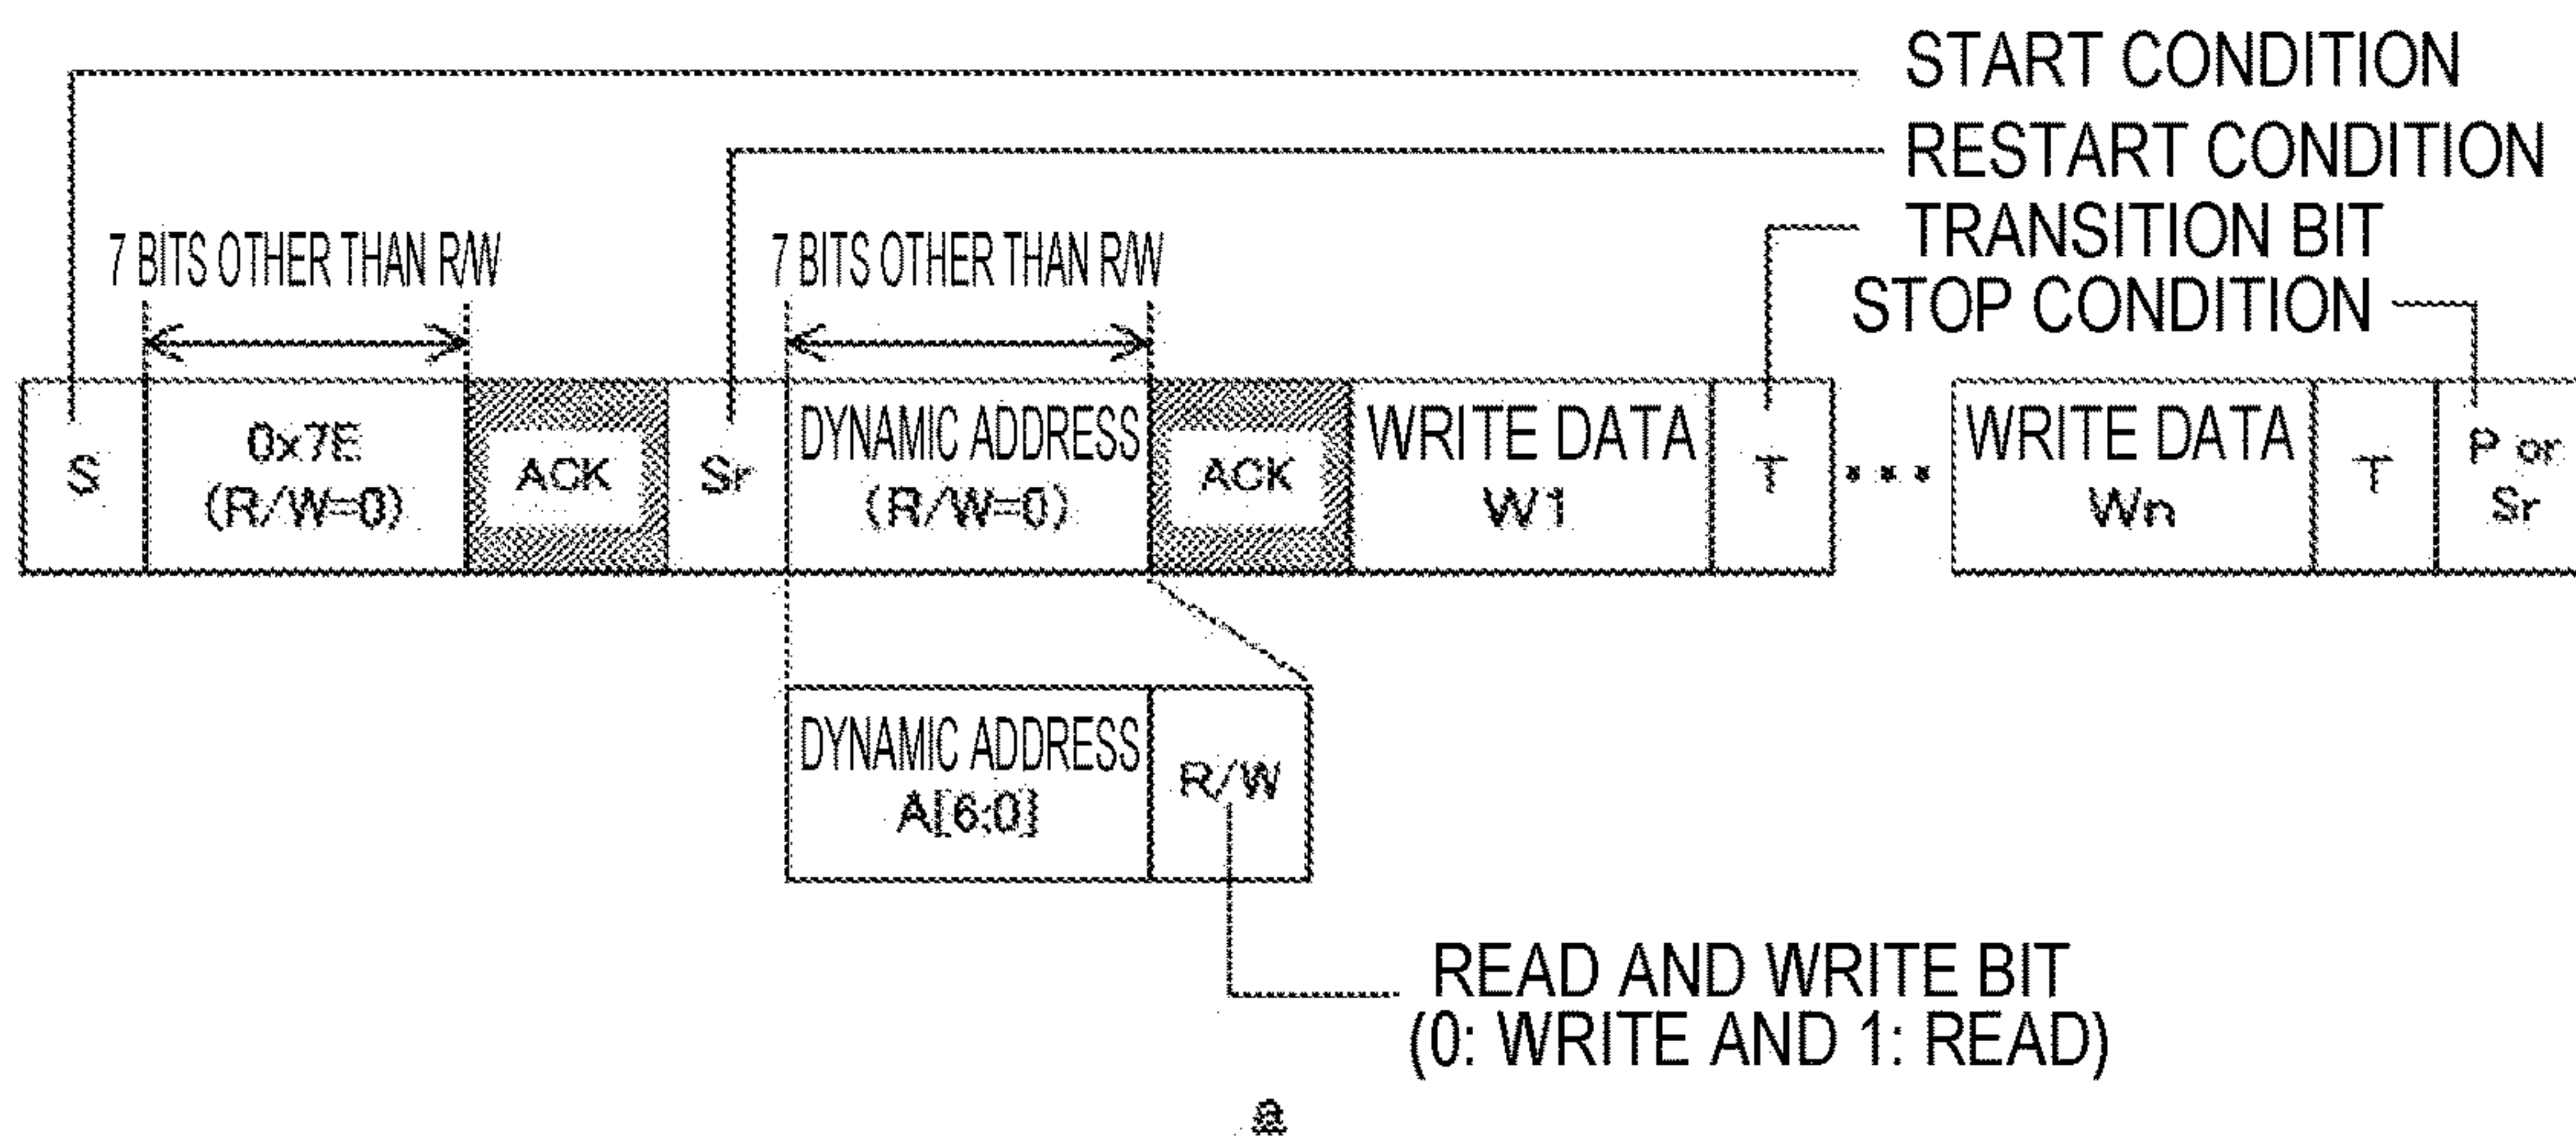 START CONDITION
RESTART CONDITION
TRANSITION BIT
STOP CONDITION
7 BITS OTHER THAN R/W
7 BITS OTHER THAN R/W
S
0x7E
(R/W=0)
ACK
Sr
DYNAMIC ADDRESS
(R/W=0)
ACK
WRITE DATA
W1
T
...
WRITE DATA
Wn
T
P or
Sr
DYNAMIC ADDRESS
A[6:0]
R/W
READ AND WRITE BIT
(0: WRITE AND 1: READ)
a